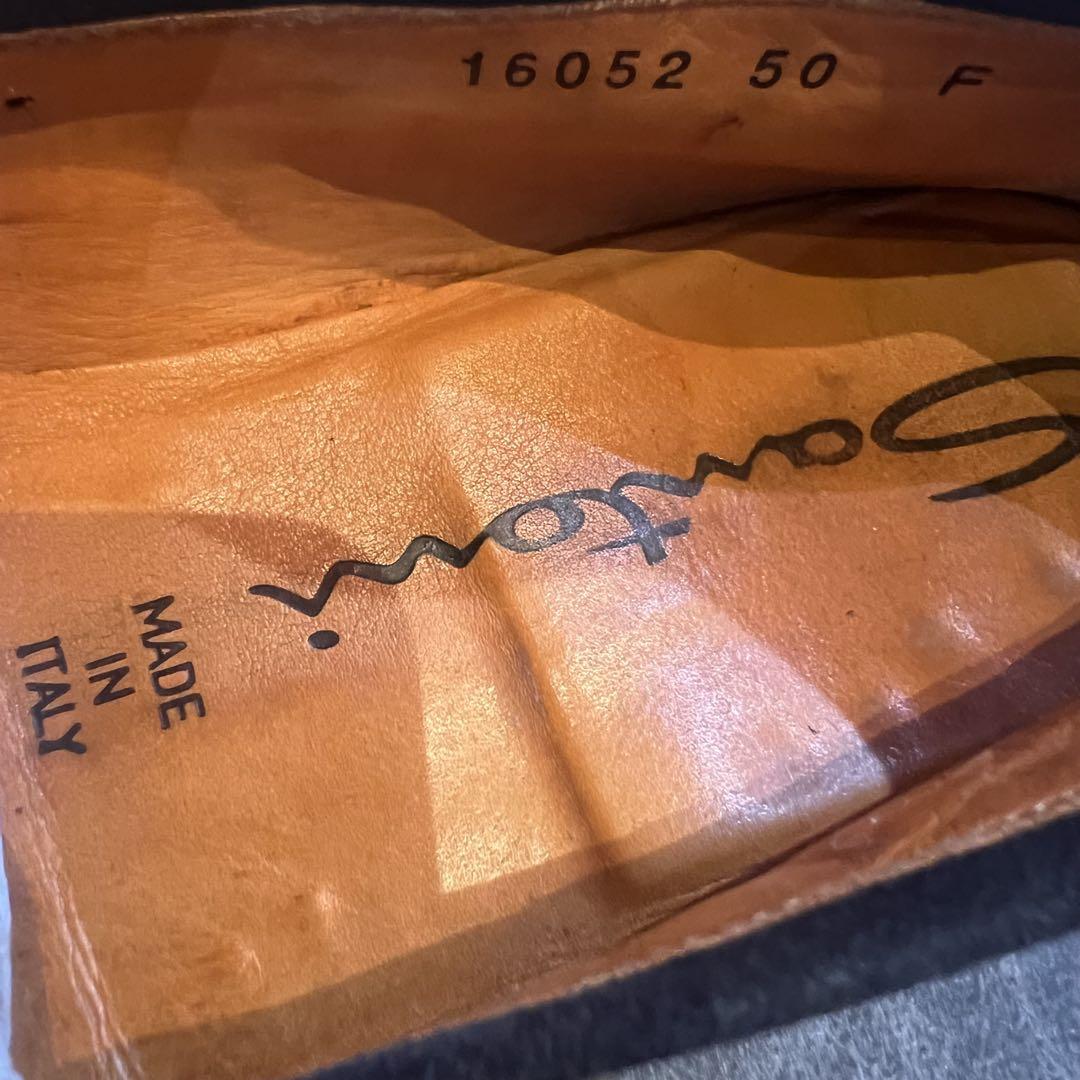 16052 50 F
Santoni
MADE
IN
ITALY